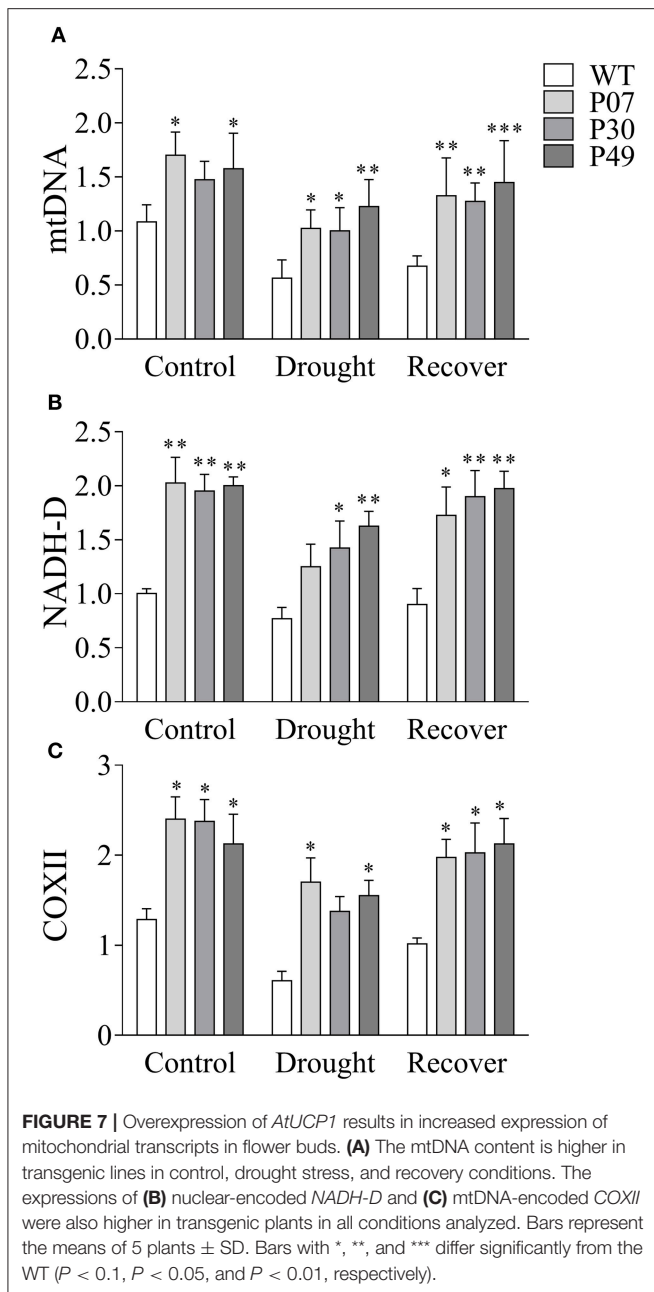 A
WT
P07
P30
P49
mtDNA
2.5
2.0
1.5
1.0
0.5
0.0
* *
* * **
** ** ***
Control Drought Recover
B
NADH-D
2.5
2.0
1.5
1.0
0.5
0.0
** ** **
* **
* ** **
Control Drought Recover
C
COXII
3
2
1
0
* * *
* *
* * *
Control Drought Recover
FIGURE 7 | Overexpression of AtUCP1 results in increased expression of
mitochondrial transcripts in flower buds. (A) The mtDNA content is higher in
transgenic lines in control, drought stress, and recovery conditions. The
expressions of (B) nuclear-encoded NADH-D and (C) mtDNA-encoded COXII
were also higher in transgenic plants in all conditions analyzed. Bars represent
the means of 5 plants ± SD. Bars with *, **, and *** differ significantly from the
WT (P < 0.1, P < 0.05, and P < 0.01, respectively).